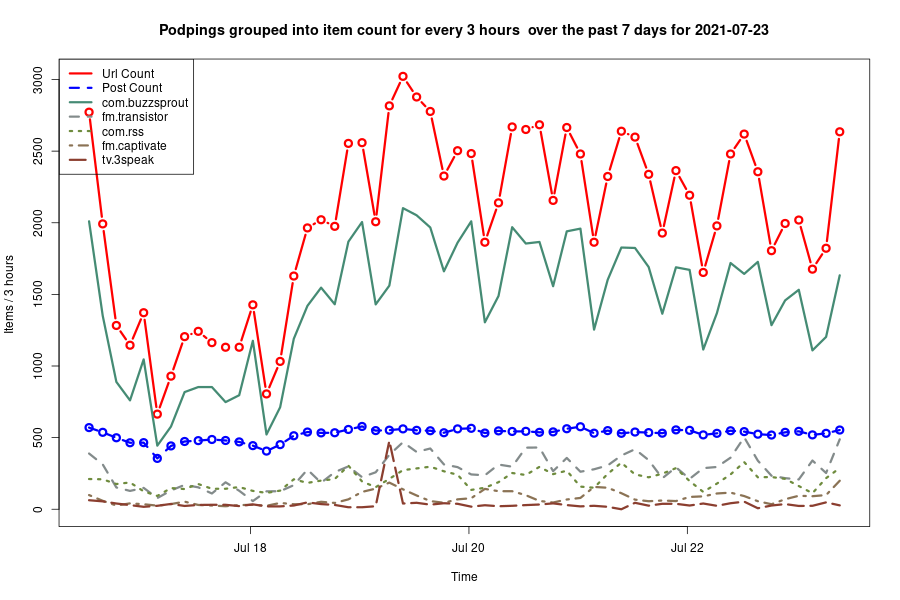 Podpings grouped into item count for every 3 hours  over the past 7 days for 2021-07-23
Url Count
Post Count
com.buzzsprout
fm.transistor
com.rss
fm.captivate
tv.3speak
3000
2500
2000
1500
1000
500
0
Items / 3 hours
Jul 18
Jul 20
Jul 22
Time